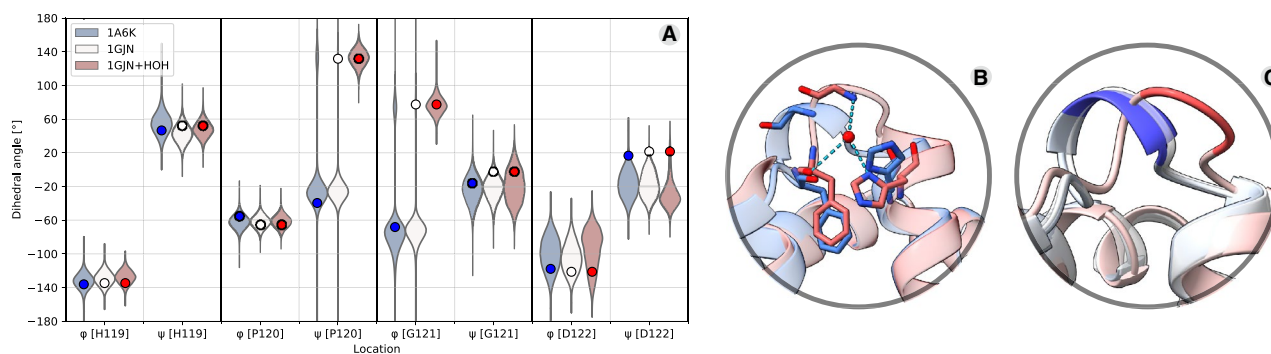 180
140
100
60
20
−20
−60
−100
−140
−180
Dihedral angle [°]
1A6K
1GJN
1GJN+HOH
A
φ [H119] ψ [H119] φ [P120] ψ [P120] φ [G121] ψ [G121] φ [D122] ψ [D122]
Location
B
C